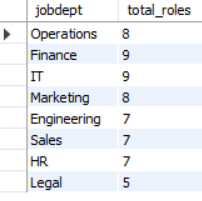 jobdept total_roles
Operations 8
Finance 9
IT 9
Marketing 8
Engineering 7
Sales 7
HR 7
Legal 5